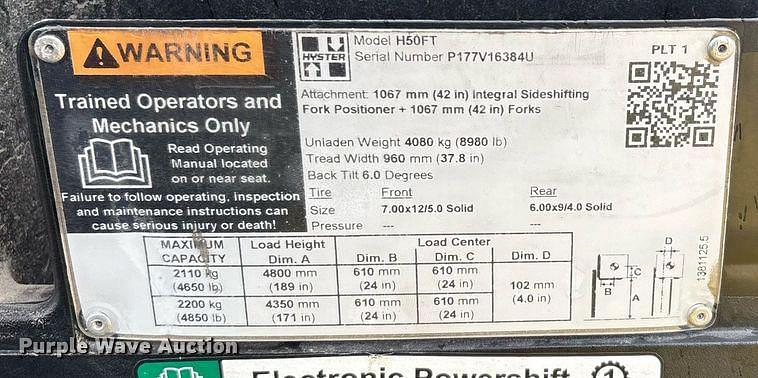 WARNING
Trained Operators and
Mechanics Only
Read Operating
Manual located
on or near seat.
Failure to follow operating, inspection
and maintenance instructions can
cause serious injury or death!
HYSTER
Model H50FT
Serial Number P177V16384U
PLT 1
Attachment: 1067 mm (42 in) Integral Sideshifting
Fork Positioner + 1067 mm (42 in) Forks
Unladen Weight 4080 kg (8980 lb)
Tread Width 960 mm (37.8 in)
Back Tilt 6.0 Degrees
Tire Front Rear
Size 7.00x12/5.0 Solid 6.00x9/4.0 Solid
Pressure --- ---
MAXIMUM CAPACITY Load Height Dim. A Load Center Dim. B Dim. C Dim. D
2110 kg 4800 mm 610 mm 610 mm 102 mm
(4650 lb) (189 in) (24 in) (24 in) (4.0 in)
2200 kg 4350 mm 610 mm 610 mm
(4850 lb) (171 in) (24 in) (24 in)
D
C
B
A
1381125.5
Purple Wave Auction
Electronic Powershift 1